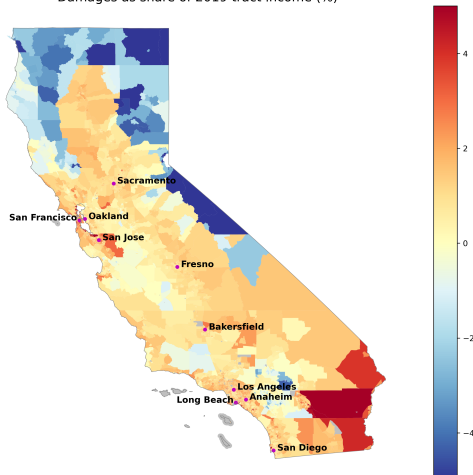 Damages as share of 2019 tract income (%)
Sacramento
San Francisco
Oakland
San Jose
Fresno
Bakersfield
Los Angeles
Long Beach
Anaheim
San Diego
4
2
0
−2
−4